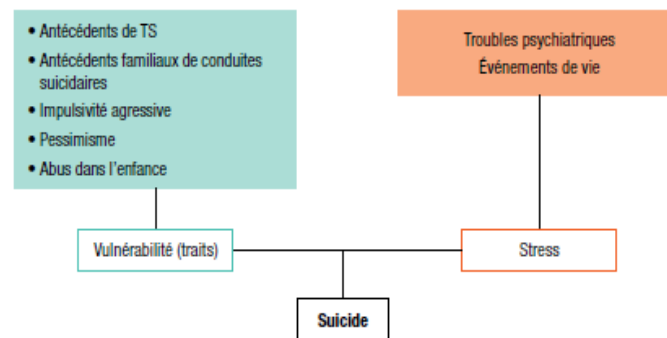 • Antécédents de TS
• Antécédents familiaux de conduites
suicidaires
• Impulsivité agressive
• Pessimisme
• Abus dans l'enfance
Troubles psychiatriques
Événements de vie
Vulnérabilité (traits)
Stress
Suicide